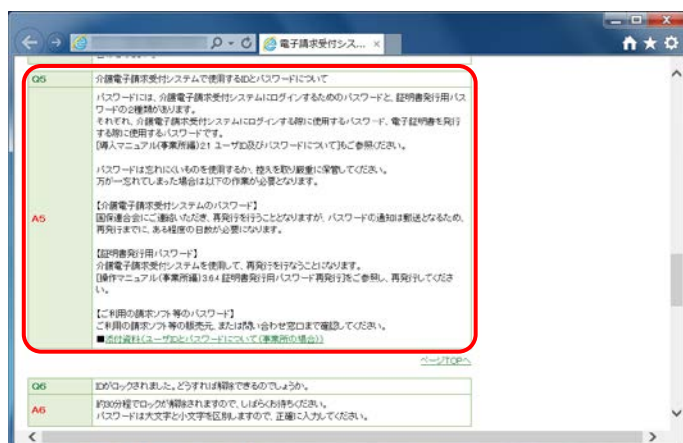 電子請求受付シス...
Q5
介護電子請求受付システムで使用するIDとパスワードについて
A5
パスワードには、介護電子請求受付システムにログインするためのパスワードと、証明書発行用パス
ワードの2種類があります。
それぞれ、介護電子請求受付システムにログインする際に使用するパスワード、電子証明書を発行
する際に使用するパスワードです。
[導入マニュアル(事業所編)2.1 ユーザID及びパスワードについて]もご参照ください。
パスワードは忘れにくいものを使用するか、控えを取り厳重に保管してください。
万が一忘れてしまった場合は以下の作業が必要となります。
【介護電子請求受付システムのパスワード】
国保連合会にご連絡いただき、再発行を行うこととなりますが、パスワードの通知は郵送となるため、
再発行までに、ある程度の日数が必要になります。
【証明書発行用パスワード】
介護電子請求受付システムを使用して、再発行を行なうことになります。
[操作マニュアル(事業所編)3.6.4 証明書発行用パスワード再発行]をご参照し、再発行してくださ
い。
【ご利用の請求ソフト等のパスワード】
ご利用の請求ソフト等の販売元、または問い合わせ窓口まで確認してください。
■添付資料(ユーザIDとパスワードについて(事業所の場合))
ページTOPへ
Q6
IDがロックされました。どうすれば解除できるのでしょうか。
A6
約30分程でロックが解除されますので、しばらくお待ちください。
パスワードは大文字と小文字を区別しますので、正確に入力してください。